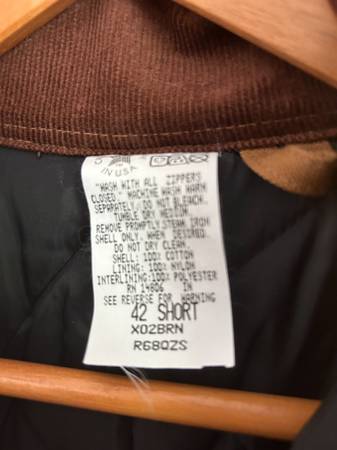 IN USA
"WASH WITH ALL ZIPPERS
CLOSED." MACHINE WASH WARM
SEPARATELY. DO NOT BLEACH.
TUMBLE DRY MEDIUM.
REMOVE PROMPTLY. STEAM IRON
SHELL ONLY, WHEN DESIRED.
DO NOT DRY CLEAN.
SHELL: 100% COTTON
LINING: 100% NYLON
INTERLINING: 100% POLYESTER
RN 14806 IN
SEE REVERSE FOR WARNING
42 SHORT
X02BRN
R68QZS